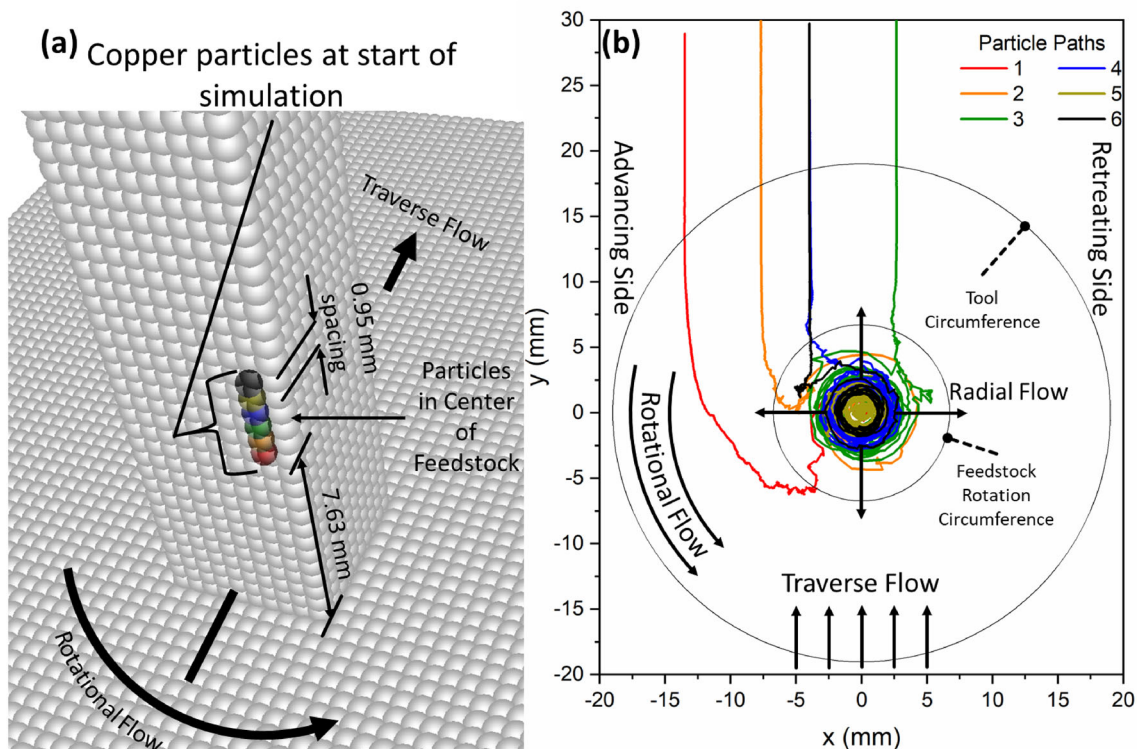 (a)
Copper particles at start of
simulation
Traverse Flow
0.95 mm
spacing
Particles
in Center
of
Feedstock
7.63 mm
Rotational Flow
(b)
Particle Paths
1
4
2
5
3
6
Advancing Side
Retreating Side
Tool
Circumference
Radial Flow
Feedstock
Rotation
Circumference
Rotational Flow
Traverse Flow
y (mm)
30
25
20
15
10
5
0
-5
-10
-15
-20
-20 -15 -10 -5 0 5 10 15 20
x (mm)